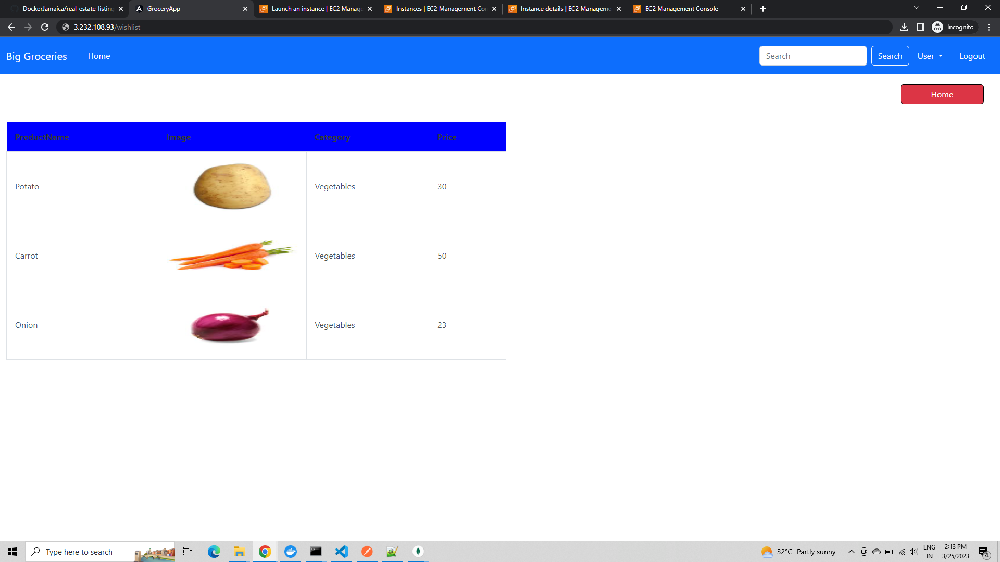 DockerJamaica/real-estate-listing
GroceryApp
Launch an instance | EC2 Manage
Instances | EC2 Management Cor
Instance details | EC2 Manageme
EC2 Management Console
3.232.108.93/wishlist
Incognito
Big Groceries
Home
Search
Search
User
Logout
Home
ProductName Image Category Price
Potato Vegetables 30
Carrot Vegetables 50
Onion Vegetables 23
Type here to search
32°C Partly sunny
ENG
IN
2:13 PM
3/25/2023
4